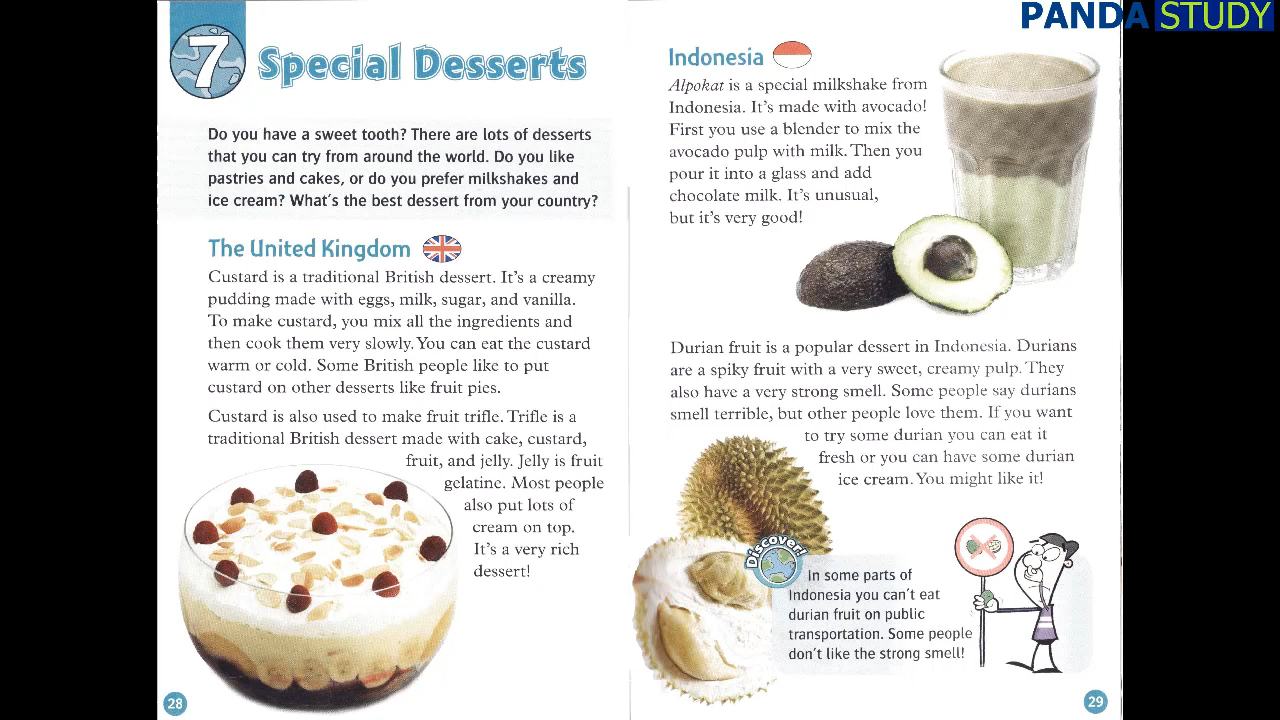 PANDA STUDY
7 Special Desserts
Do you have a sweet tooth? There are lots of desserts
that you can try from around the world. Do you like
pastries and cakes, or do you prefer milkshakes and
ice cream? What's the best dessert from your country?
The United Kingdom
Custard is a traditional British dessert. It's a creamy
pudding made with eggs, milk, sugar, and vanilla.
To make custard, you mix all the ingredients and
then cook them very slowly. You can eat the custard
warm or cold. Some British people like to put
custard on other desserts like fruit pies.
Custard is also used to make fruit trifle. Trifle is a
traditional British dessert made with cake, custard,
fruit, and jelly. Jelly is fruit
gelatine. Most people
also put lots of
cream on top.
It's a very rich
dessert!
28
Indonesia
Alpokat is a special milkshake from
Indonesia. It's made with avocado!
First you use a blender to mix the
avocado pulp with milk. Then you
pour it into a glass and add
chocolate milk. It's unusual,
but it's very good!
Durian fruit is a popular dessert in Indonesia. Durians
are a spiky fruit with a very sweet, creamy pulp. They
also have a very strong smell. Some people say durians
smell terrible, but other people love them. If you want
to try some durian you can eat it
fresh or you can have some durian
ice cream. You might like it!
Discover!
In some parts of
Indonesia you can't eat
durian fruit on public
transportation. Some people
don't like the strong smell!
29